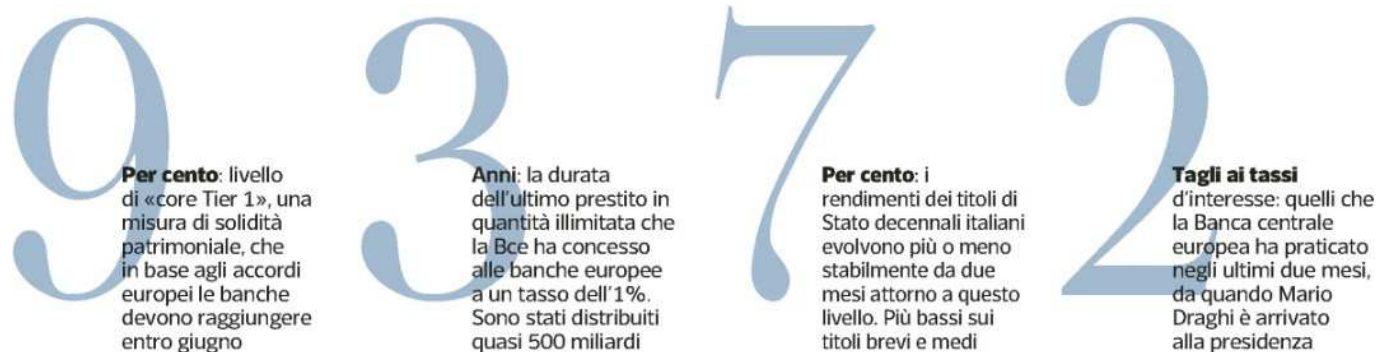 9
Per cento: livello
di «core Tier 1», una
misura di solidità
patrimoniale, che
in base agli accordi
europei le banche
devono raggiungere
entro giugno
3
Anni: la durata
dell'ultimo prestito in
quantità illimitata che
la Bce ha concesso
alle banche europee
a un tasso dell'1%.
Sono stati distribuiti
quasi 500 miliardi
7
Per cento: i
rendimenti dei titoli di
Stato decennali italiani
evolvono più o meno
stabilmente da due
mesi attorno a questo
livello. Più bassi sui
titoli brevi e medi
2
Tagli ai tassi
d'interesse: quelli che
la Banca centrale
europea ha praticato
negli ultimi due mesi,
da quando Mario
Draghi è arrivato
alla presidenza